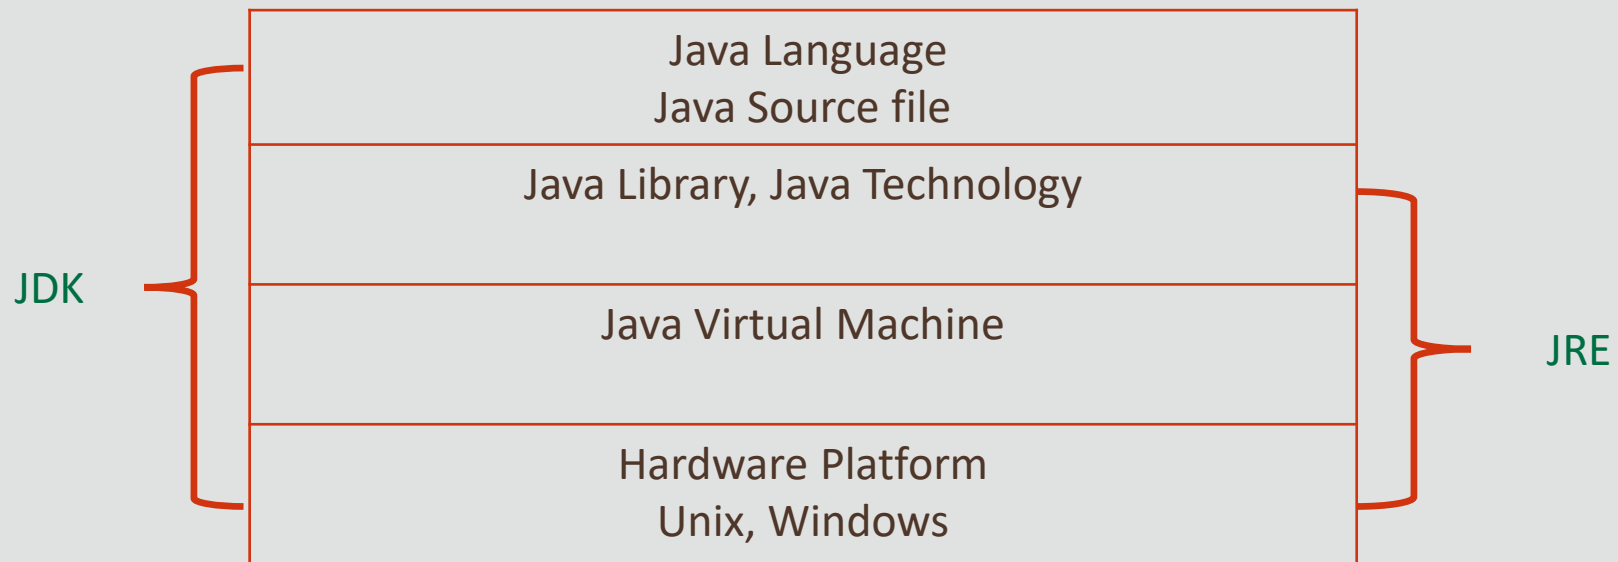 Java Language
Java Source file
Java Library, Java Technology
JDK
Java Virtual Machine
JRE
Hardware Platform
Unix, Windows